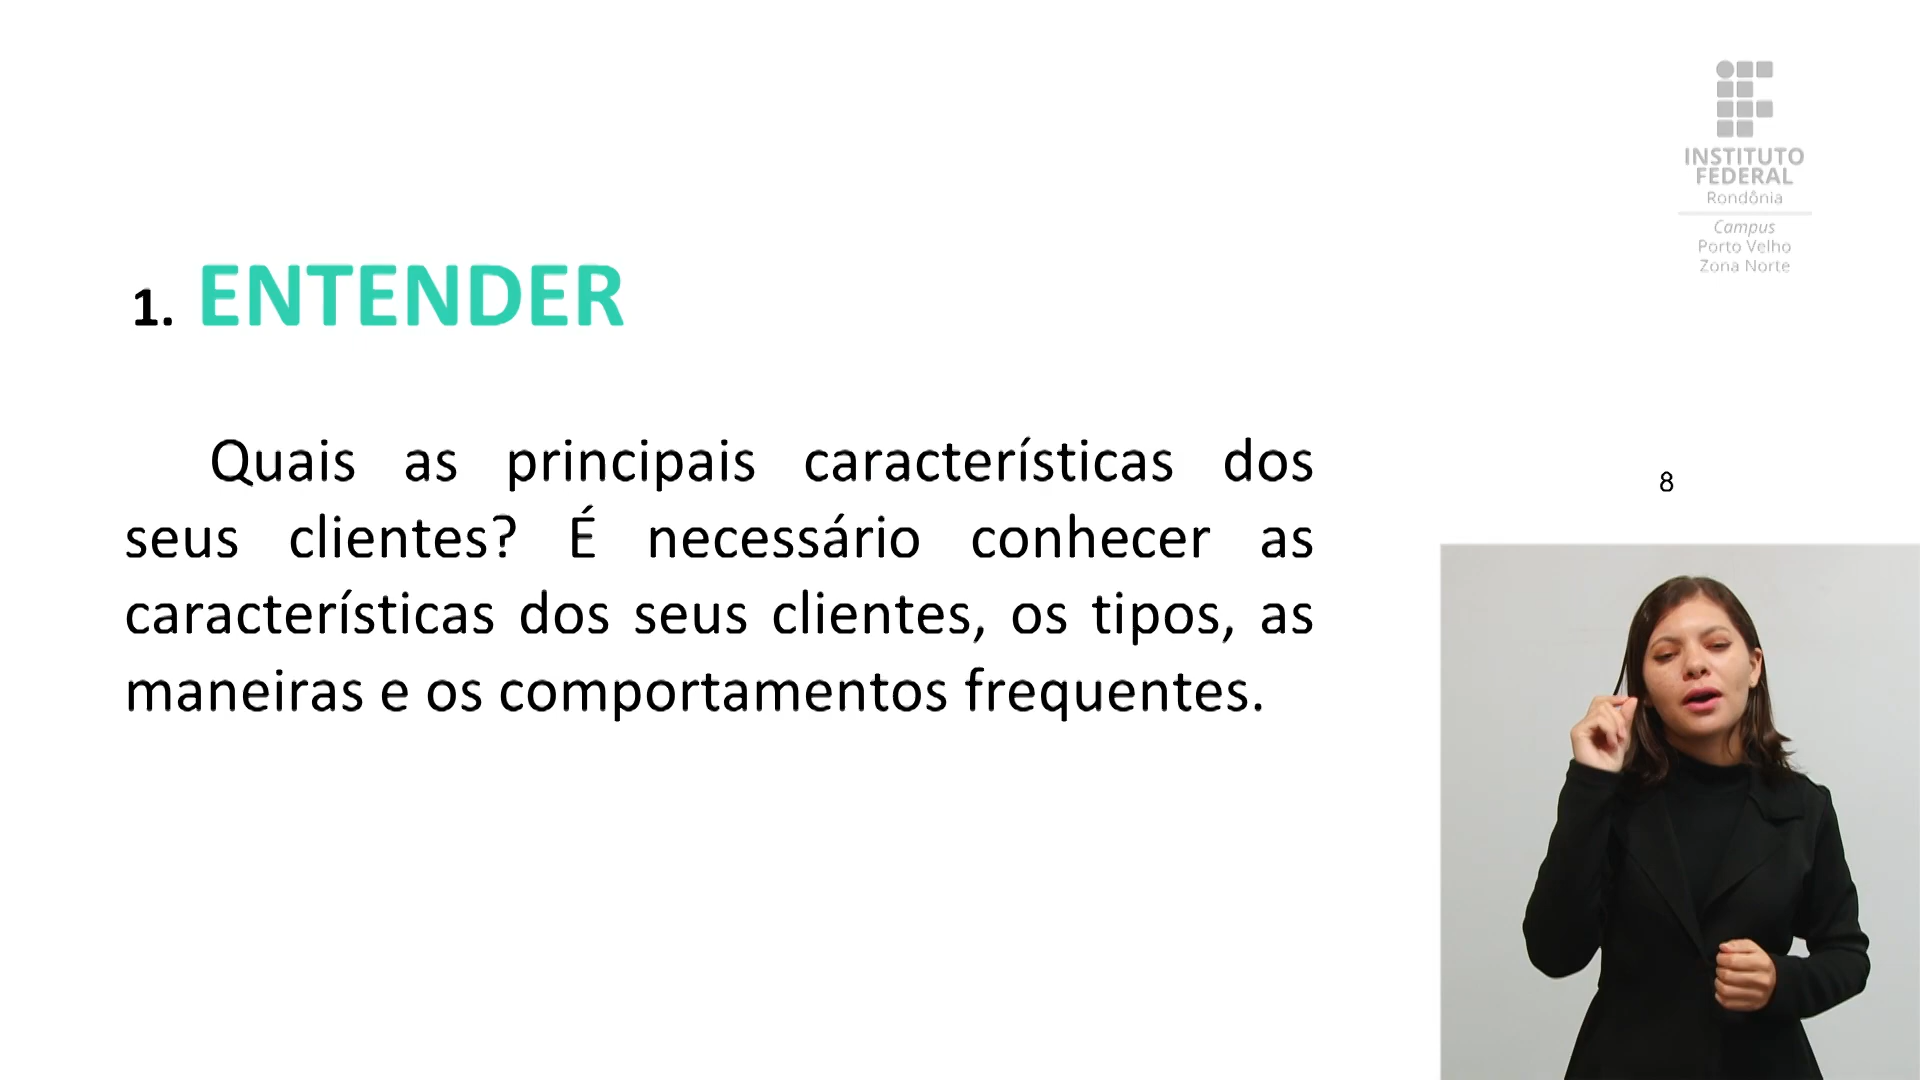 INSTITUTO
FEDERAL
Rondônia
Campus
Porto Velho
Zona Norte
1. ENTENDER
Quais as principais características dos
seus clientes? É necessário conhecer as
características dos seus clientes, os tipos, as
maneiras e os comportamentos frequentes.
8